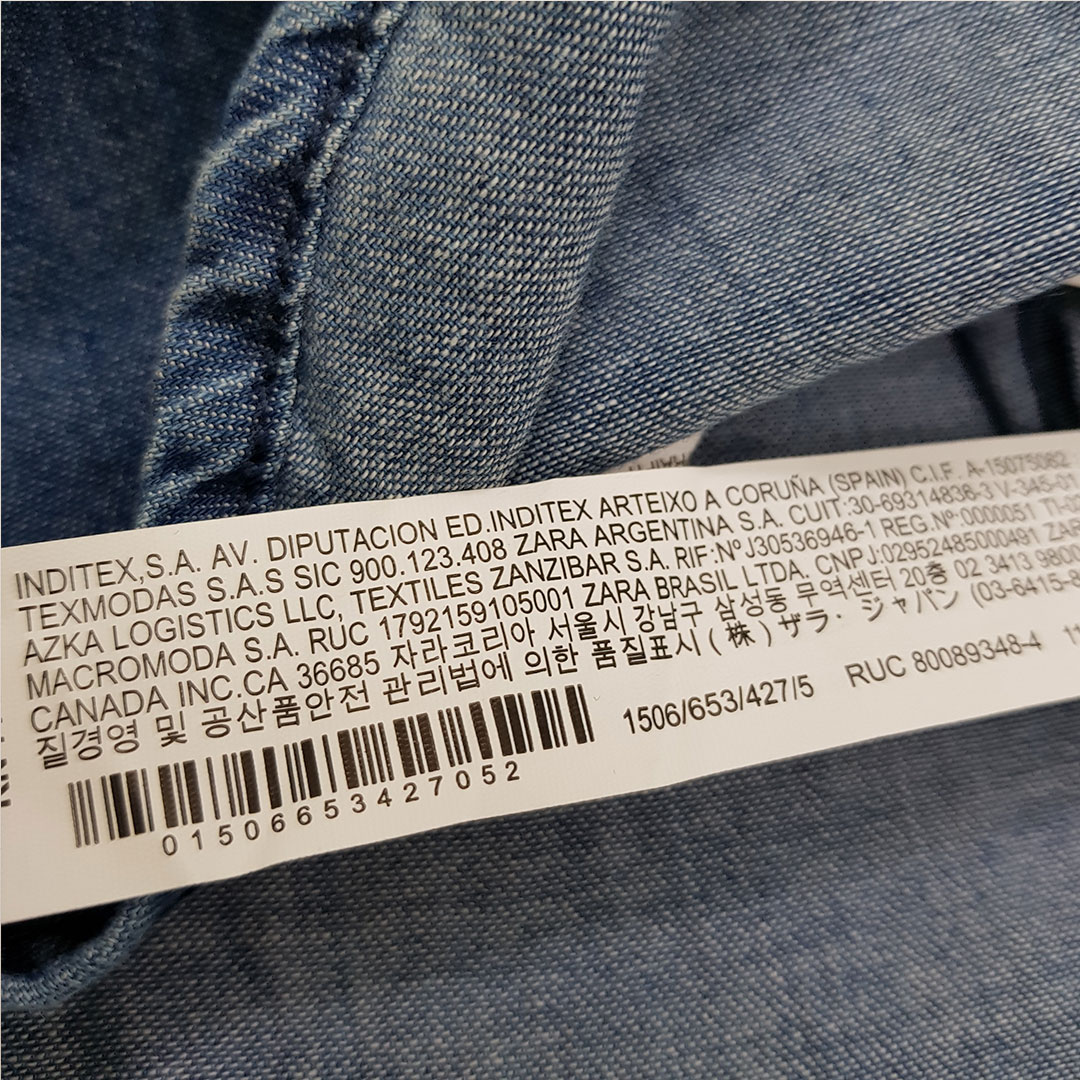 INDITEX,S.A. AV. DIPUTACION ED.INDITEX ARTEIXO A CORUÑA (SPAIN) C.I.F. A-15075062
TEXMODAS S.A.S SIC 900.123.408 ZARA ARGENTINA S.A. CUIT:30-69314838-3 V-345-01
AZKA LOGISTICS LLC, TEXTILES ZANZIBAR S.A. RIF:Nº J30536946-1 REG.Nº:0000051
MACROMODA S.A. RUC 1792159105001 ZARA BRASIL LTDA, CNPJ:02952485000491 ZARA
CANADA INC.CA 36685 자라코리아 서울시 강남구 삼성동 무역센터 20층 02 3413 9800
질경영 및 공산품안전 관리법에 의한 품질표시 (株)ザラ・ジャパン (03-6415-
1506/653/427/5 RUC 80089348-4
01506653427052